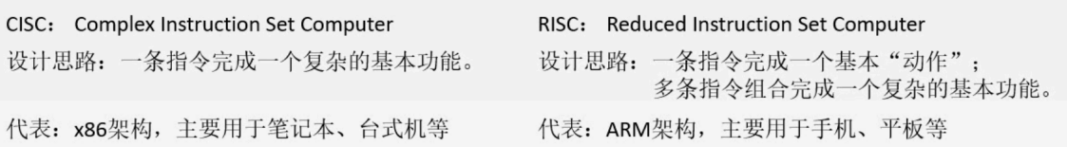 CISC： Complex Instruction Set Computer
设计思路：一条指令完成一个复杂的基本功能。
代表：x86架构，主要用于笔记本、台式机等
RISC： Reduced Instruction Set Computer
设计思路：一条指令完成一个基本“动作”；
多条指令组合完成一个复杂的基本功能。
代表：ARM架构，主要用于手机、平板等